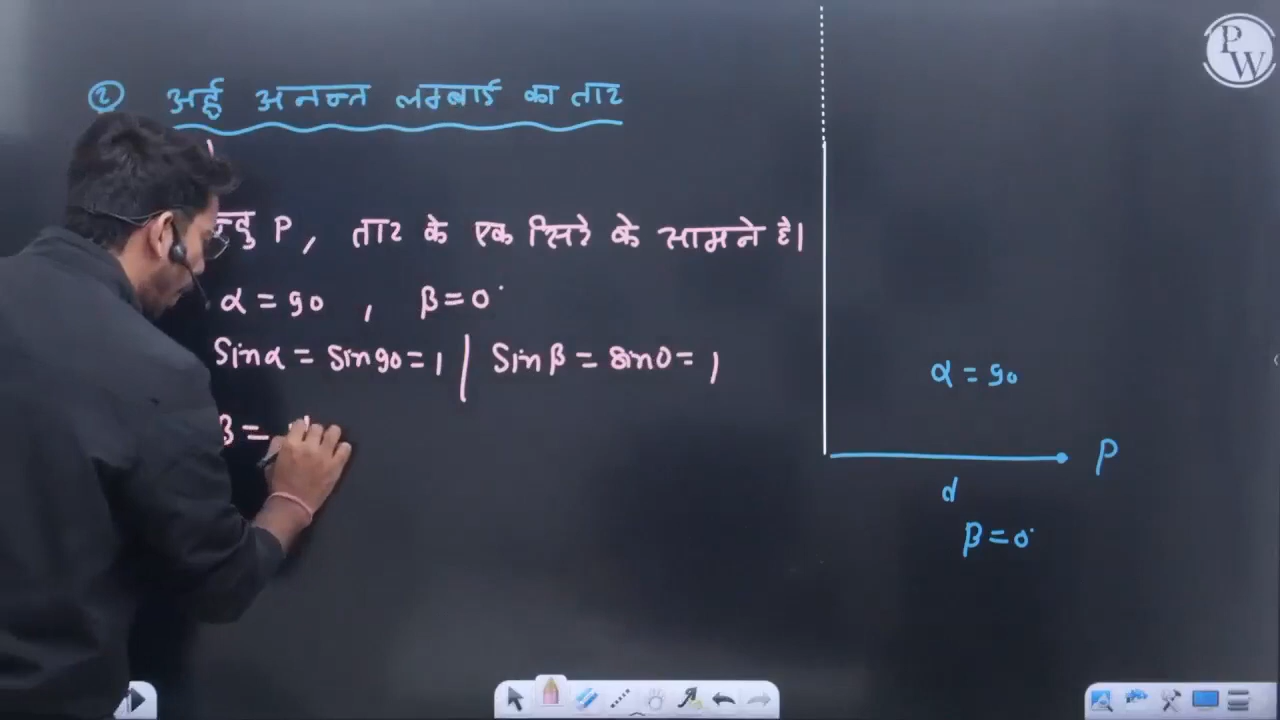 ② अर्द्ध अनन्त लम्बाई का तार
न्दु P, तार के एक सिरे के सामने है।
α = 90 , β = 0°
Sinα = Sin90 = 1 | Sinβ = Sin0 = 1
β =
α = 90
P
d
β = 0°
PW